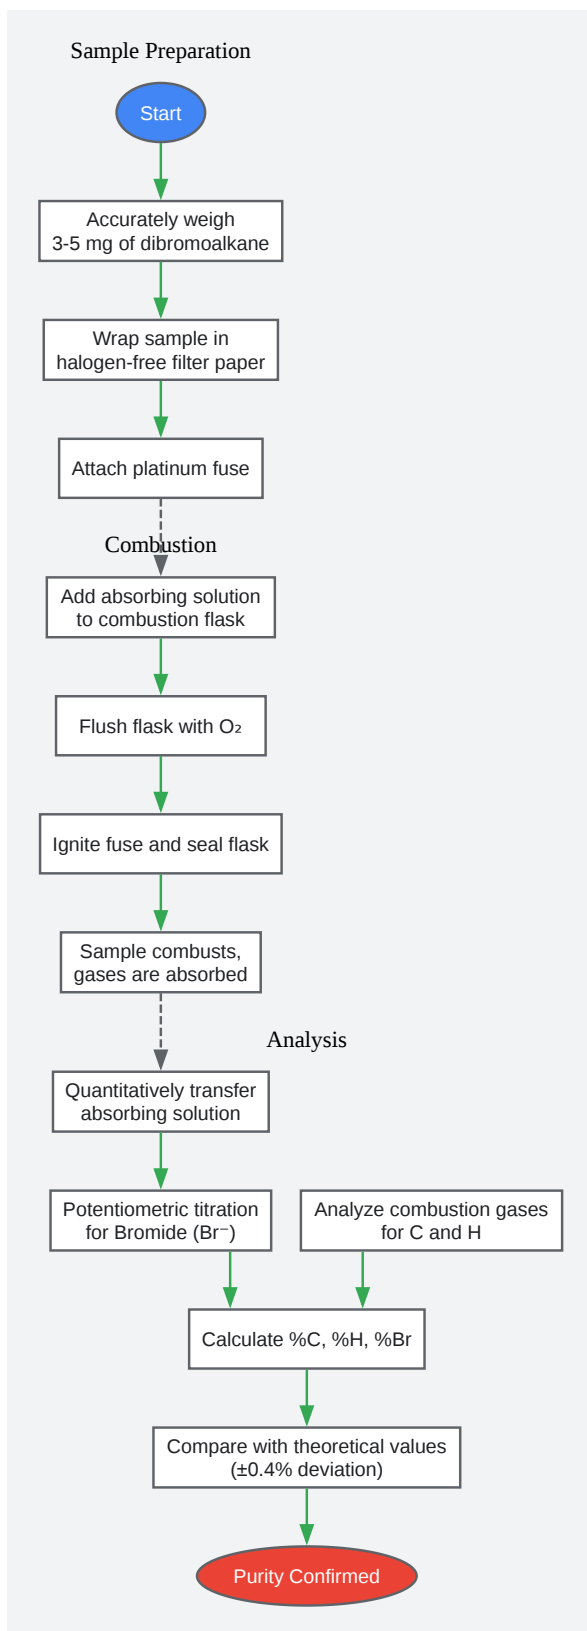 Sample Preparation
Start
Accurately weigh
3-5 mg of dibromoalkane
Wrap sample in
halogen-free filter paper
Attach platinum fuse
Combustion
Add absorbing solution
to combustion flask
Flush flask with O₂
Ignite fuse and seal flask
Sample combusts,
gases are absorbed
Analysis
Quantitatively transfer
absorbing solution
Potentiometric titration
for Bromide (Br⁻)
Analyze combustion gases
for C and H
Calculate %C, %H, %Br
Compare with theoretical values
(±0.4% deviation)
Purity Confirmed